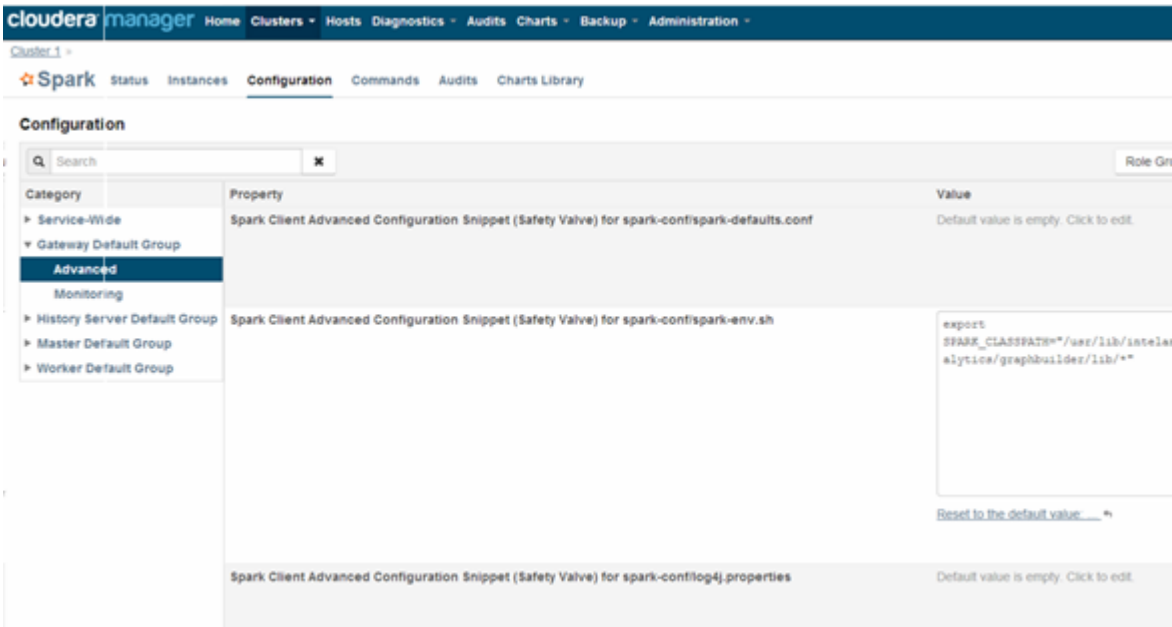 cloudera manager Home Clusters Hosts Diagnostics Audits Charts Backup Administration
Cluster 1 >
Spark Status Instances Configuration Commands Audits Charts Library
Configuration
Search
Role Gr
Category Property Value
Service-Wide
Spark Client Advanced Configuration Snippet (Safety Valve) for spark-conf/spark-defaults.conf
Default value is empty. Click to edit.
Gateway Default Group
Advanced
Monitoring
History Server Default Group
Spark Client Advanced Configuration Snippet (Safety Valve) for spark-conf/spark-env.sh
export
SPARK_CLASSPATH="/usr/lib/intelan
alytics/graphbuilder/lib/*"
Master Default Group
Worker Default Group
Reset to the default value: __
Spark Client Advanced Configuration Snippet (Safety Valve) for spark-conf/log4j.properties
Default value is empty. Click to edit.